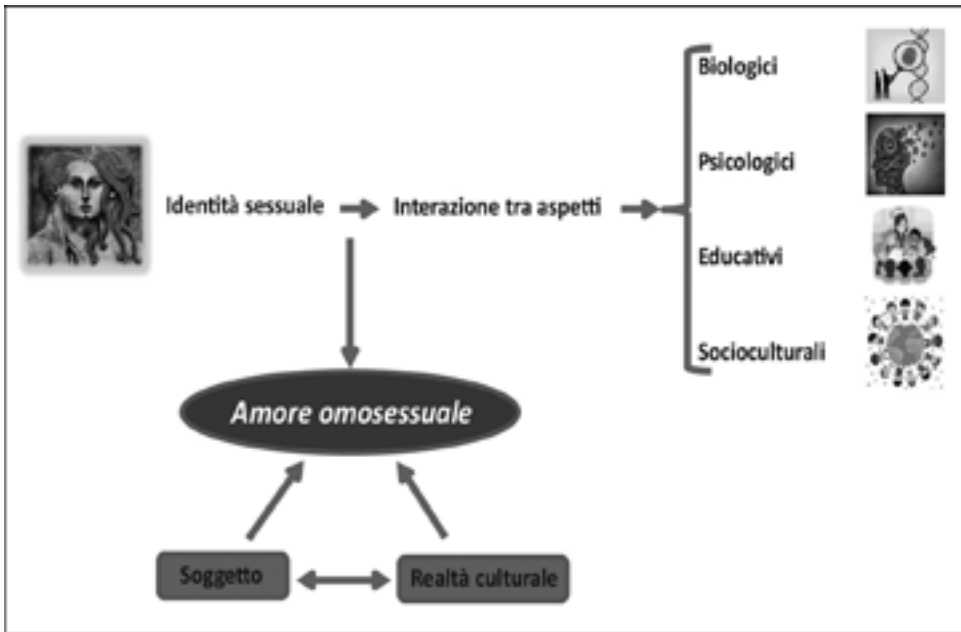 Biologici
Psicologici
Identità sessuale
Interazione tra aspetti
Educativi
Socioculturali
Amore omosessuale
Soggetto
Realtà culturale